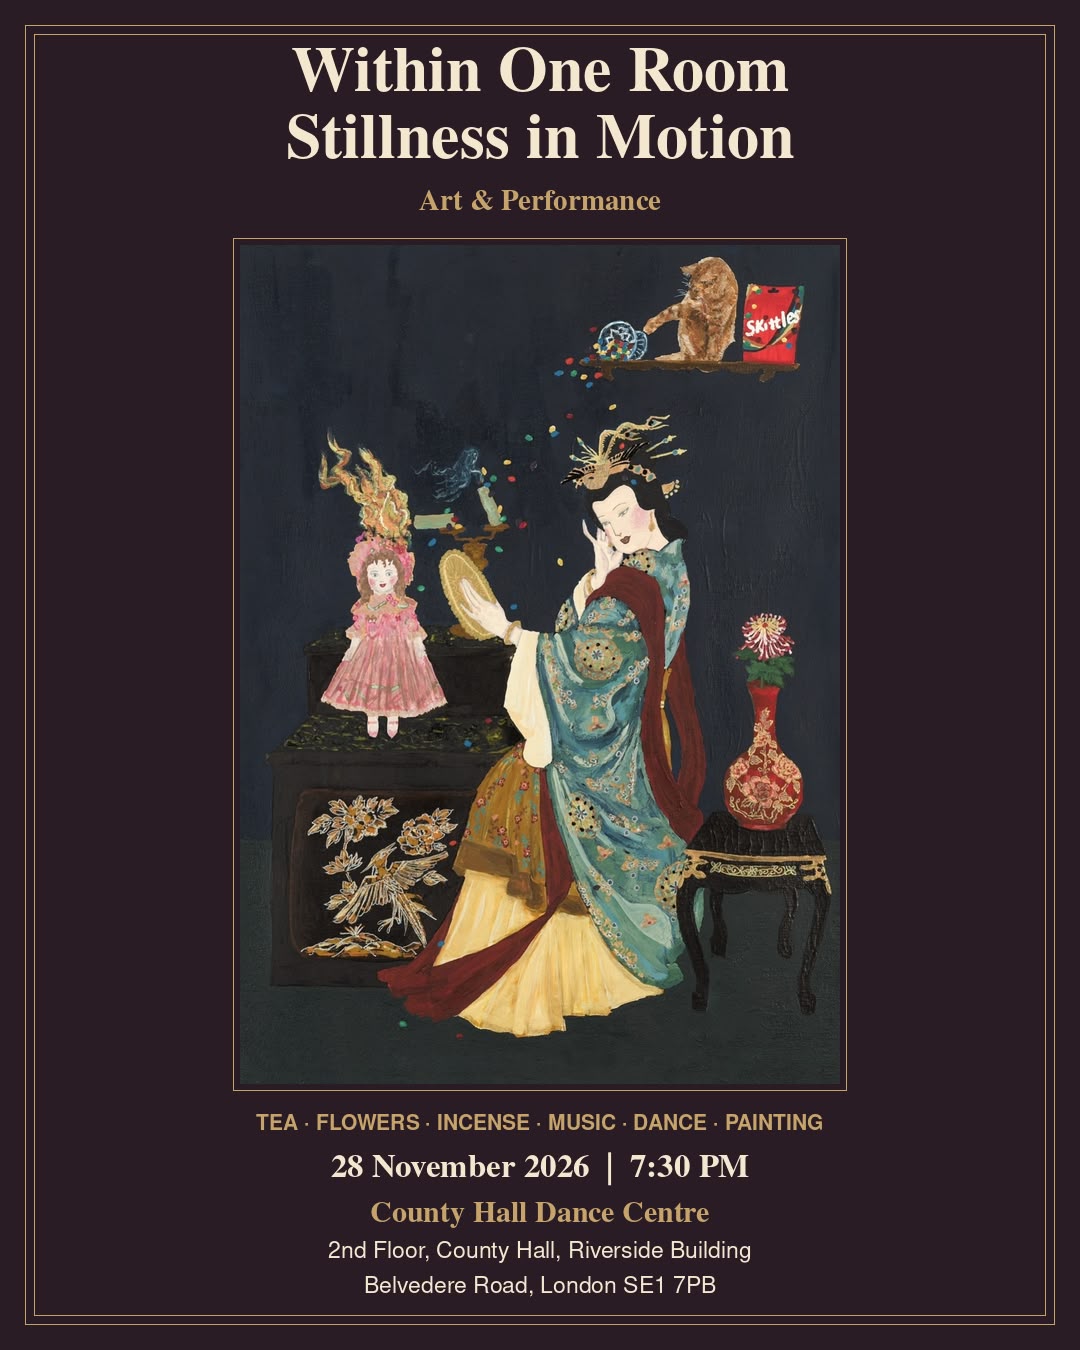 Within One Room
Stillness in Motion
Art & Performance
Skittles
TEA · FLOWERS · INCENSE · MUSIC · DANCE · PAINTING
28 November 2026 | 7:30 PM
County Hall Dance Centre
2nd Floor, County Hall, Riverside Building
Belvedere Road, London SE1 7PB